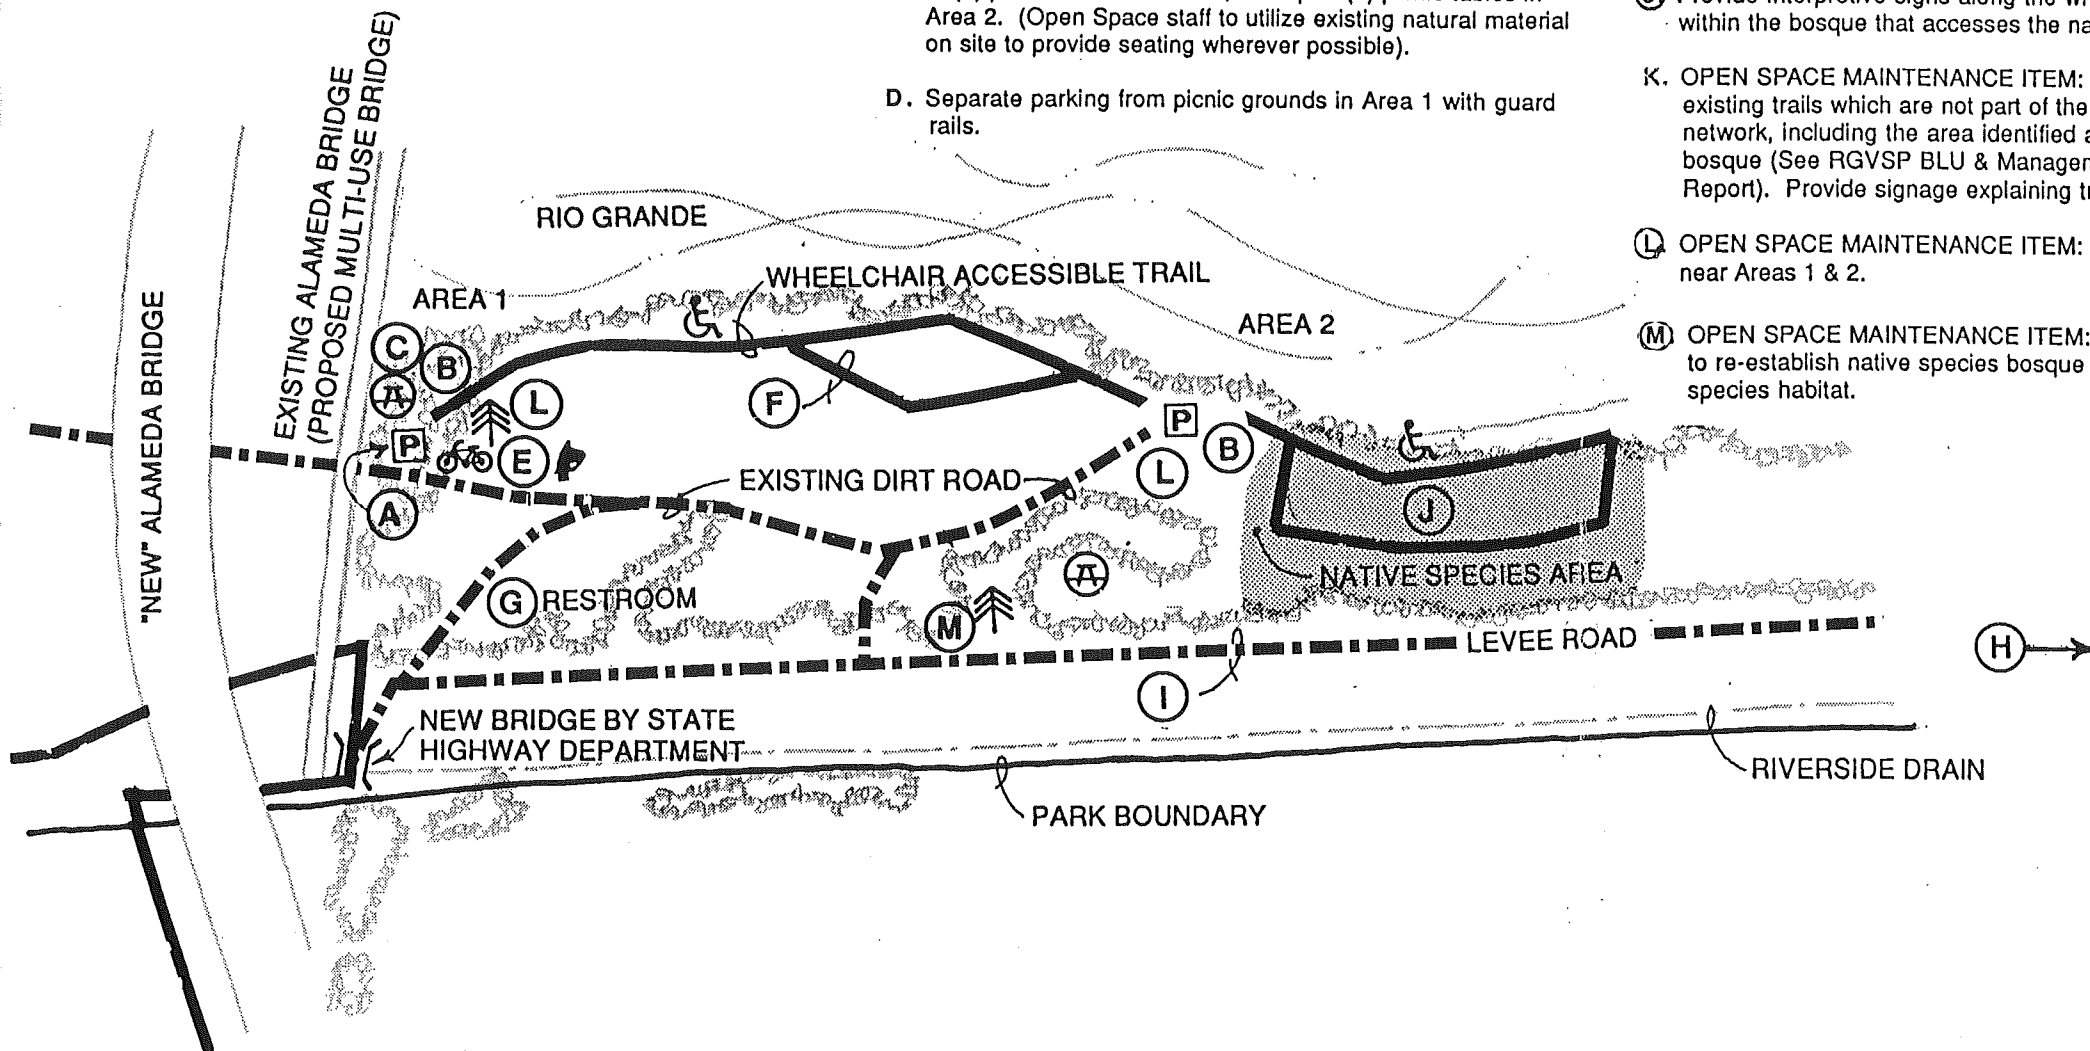 Area 2. (Open Space staff to utilize existing natural material
on site to provide seating wherever possible).
D. Separate parking from picnic grounds in Area 1 with guard
rails.
within the bosque that accesses the
K. OPEN SPACE MAINTENANCE ITEM:
existing trails which are not part of the
network, including the area identified
bosque (See RGVSP BLU &
Report). Provide signage explaining
L OPEN SPACE MAINTENANCE ITEM:
near Areas 1 & 2.
M OPEN SPACE MAINTENANCE ITEM:
to re-establish native species bosque
species habitat.
"NEW" ALAMEDA BRIDGE
EXISTING ALAMEDA BRIDGE
(PROPOSED MULTI-USE BRIDGE)
RIO GRANDE
AREA 1
WHEELCHAIR ACCESSIBLE TRAIL
AREA 2
C
B
A
L
F
P
E
A
P
B
L
EXISTING DIRT ROAD
J
NATIVE SPECIES AREA
A
G RESTROOM
M
LEVEE ROAD
H
I
NEW BRIDGE BY STATE
HIGHWAY DEPARTMENT
RIVERSIDE DRAIN
PARK BOUNDARY